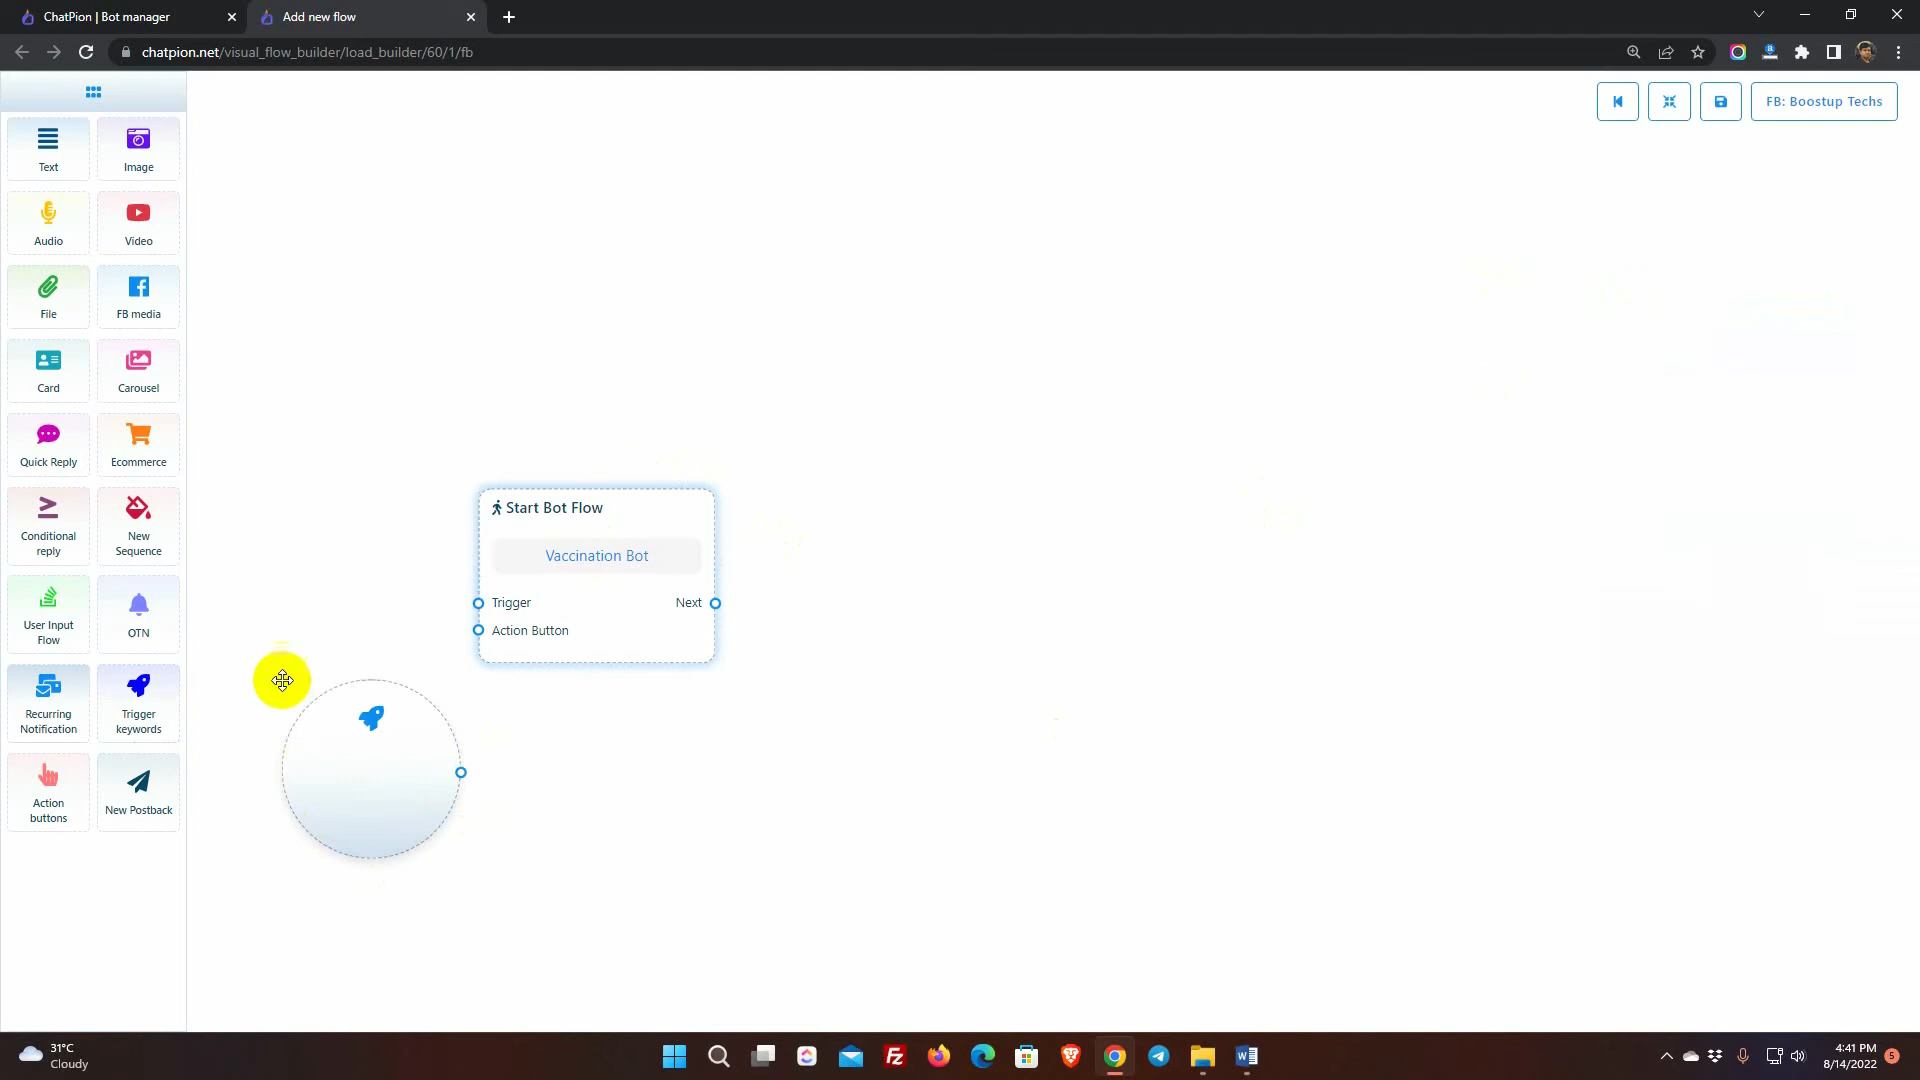 ChatPion | Bot manager
Add new flow
chatpion.net/visual_flow_builder/load_builder/60/1/fb
FB: Boostup Techs
Text
Image
Audio
Video
File
FB media
Card
Carousel
Quick Reply
Ecommerce
Conditional
reply
New
Sequence
User Input
Flow
OTN
Recurring
Notification
Trigger
keywords
Action
buttons
New Postback
Start Bot Flow
Vaccination Bot
Trigger
Next
Action Button
31°C
Cloudy
4:41 PM
8/14/2022
5